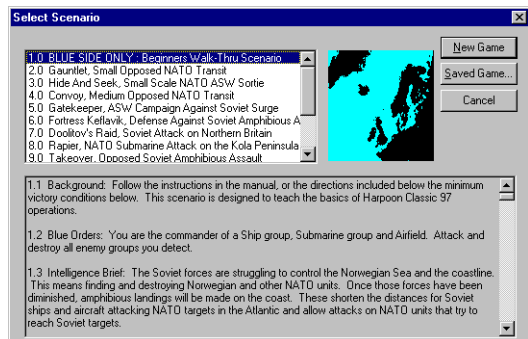 Select Scenario
1.0 BLUE SIDE ONLY : Beginners Walk-Thru Scenario
2.0 Gauntlet, Small Opposed NATO Transit
3.0 Hide And Seek, Small Scale NATO ASW Sortie
4.0 Convoy, Medium Opposed NATO Transit
5.0 Gatekeeper, ASW Campaign Against Soviet Surge
6.0 Fortress Keflavik, Defense Against Soviet Amphibious A
7.0 Doolitov's Raid, Soviet Attack on Northern Britain
8.0 Rapier, NATO Submarine Attack on the Kola Peninsula
9.0 Takeover, Opposed Soviet Amphibious Assault
New Game
Saved Game...
Cancel
1.1 Background: Follow the instructions in the manual, or the directions included below the minimum
victory conditions below. This scenario is designed to teach the basics of Harpoon Classic 97
operations.
1.2 Blue Orders: You are the commander of a Ship group, Submarine group and Airfield. Attack and
destroy all enemy groups you detect.
1.3 Intelligence Brief: The Soviet forces are struggling to control the Norwegian Sea and the coastline.
This means finding and destroying Norwegian and other NATO units. Once those forces have been
diminished, amphibious landings will be made on the coast. These shorten the distances for Soviet
ships and aircraft attacking NATO targets in the Atlantic and allow attacks on NATO units that try to
reach Soviet targets.